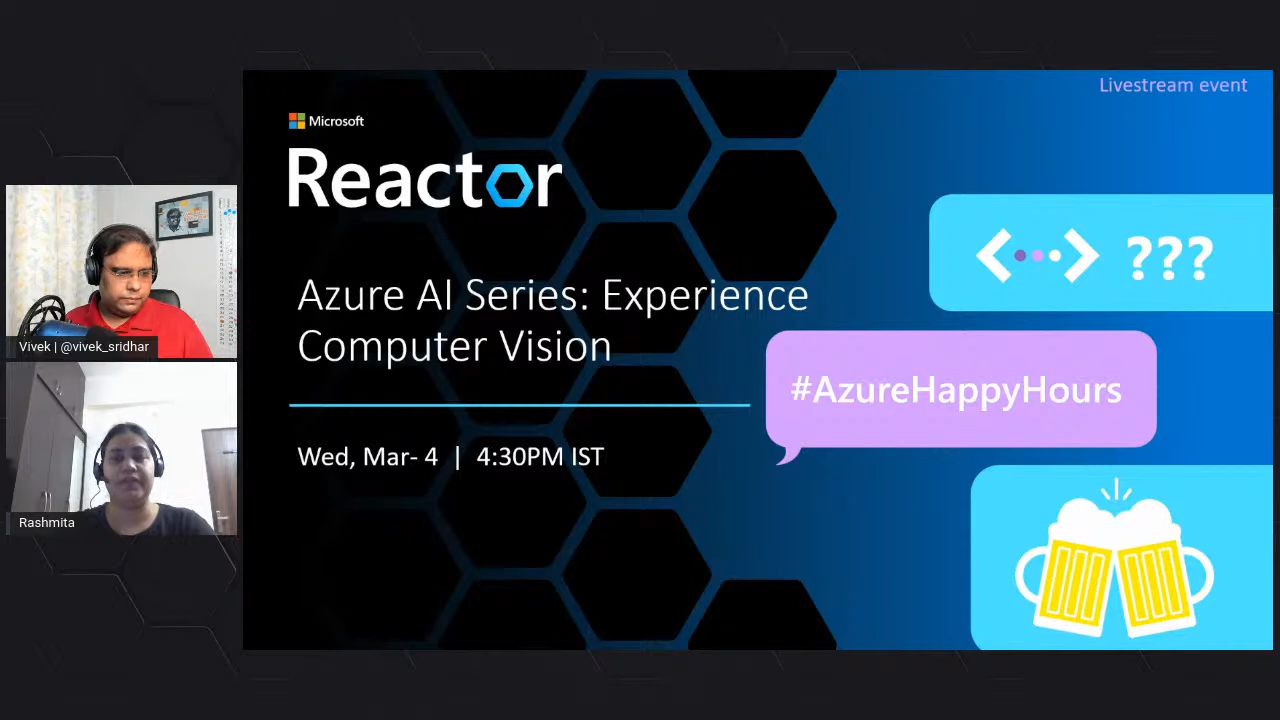 Livestream event
Microsoft
Reactor
Azure AI Series: Experience
Computer Vision
Wed, Mar- 4 | 4:30PM IST
???
#AzureHappyHours
Vivek | @vivek_sridhar
Rashmita